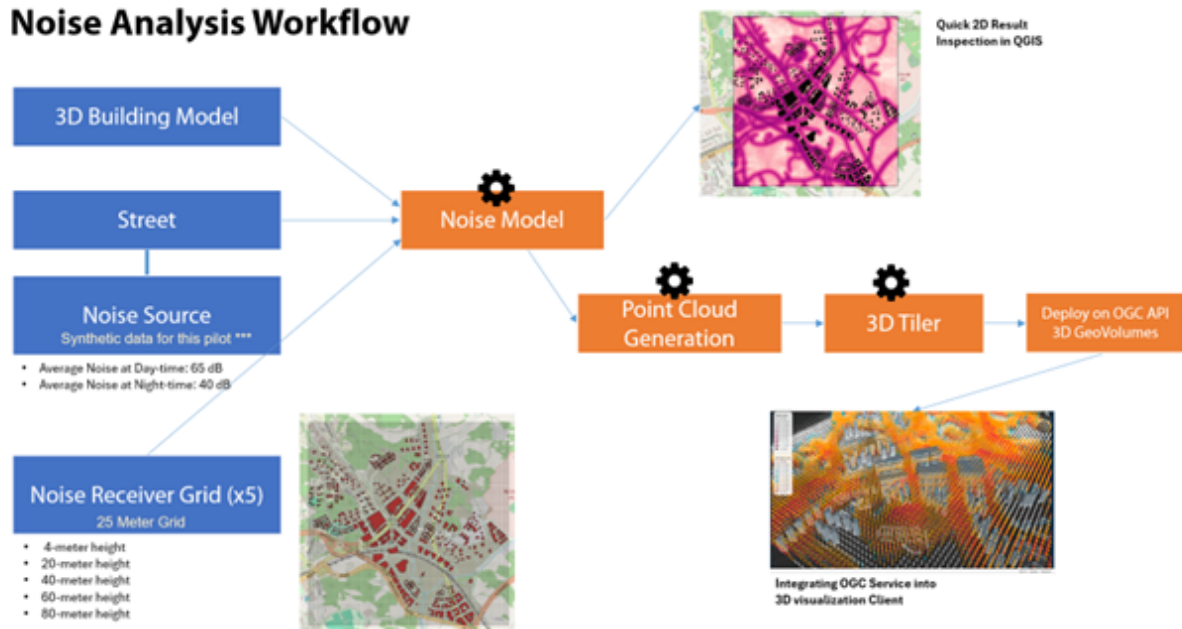 Noise Analysis Workflow
Quick 2D Result
Inspection in QGIS
3D Building Model
Street
Noise Model
Noise Source
Synthetic data for this pilot ***
• Average Noise at Day-time: 65 dB
• Average Noise at Night-time: 40 dB
Point Cloud
Generation
3D Tiler
Deploy on OGC API
3D GeoVolumes
Noise Receiver Grid (x5)
25 Meter Grid
• 4-meter height
• 20-meter height
• 40-meter height
• 60-meter height
• 80-meter height
Integrating OGC Service into
3D visualization Client